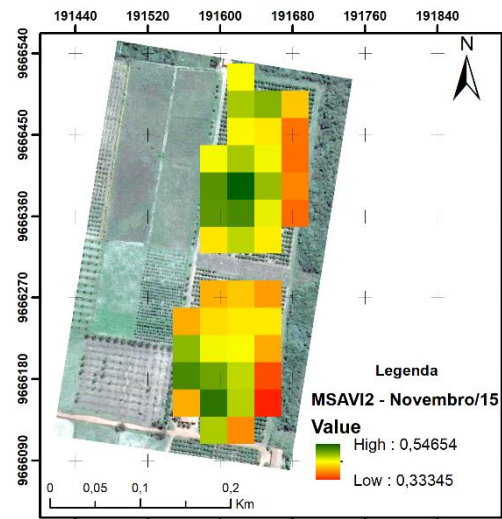 191440 191520 191600 191680 191760 191840
9666540
N
9666450
9666360
9666270
9666180
9666090
Legenda
MSAVI2 - Novembro/15
Value
High : 0,54654
Low : 0,33345
0 0,05 0,1 0,2
Km